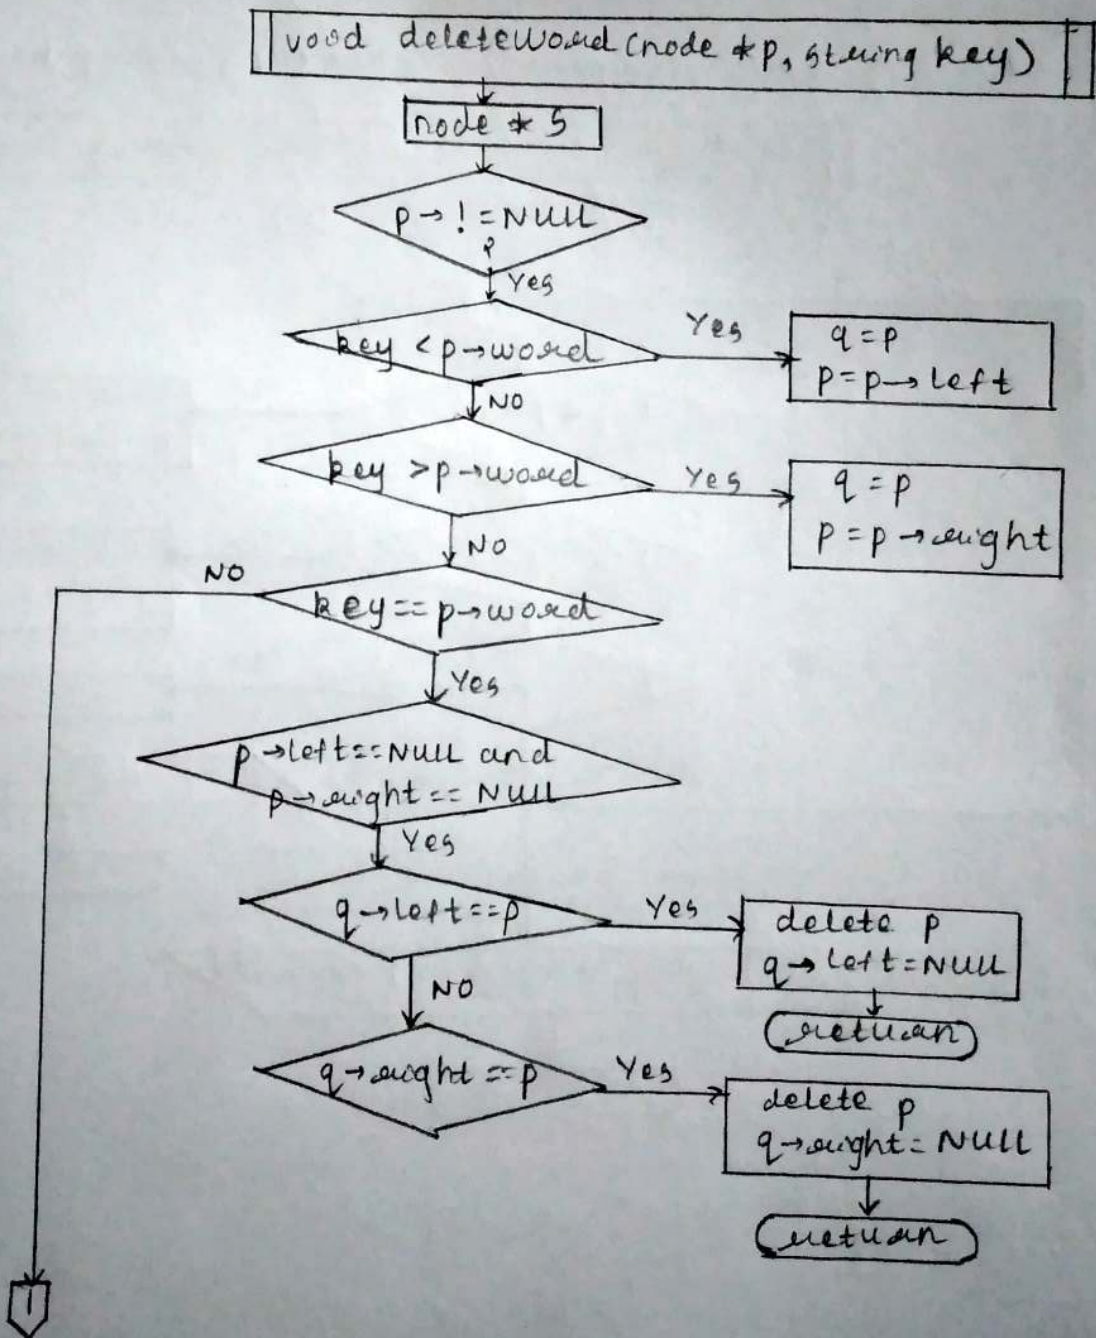 void deleteword(node *p, string key)
node * s
p → ! = NULL
?
Yes
key < p→word
Yes
q = p
p = p → left
NO
key > p→word
Yes
q = p
p = p → right
NO
NO
key == p→word
Yes
p →left == NULL and
p → right == NULL
Yes
q →left == p
Yes
delete p
q → left = NULL
return
NO
q → right == p
Yes
delete p
q → right = NULL
return
1